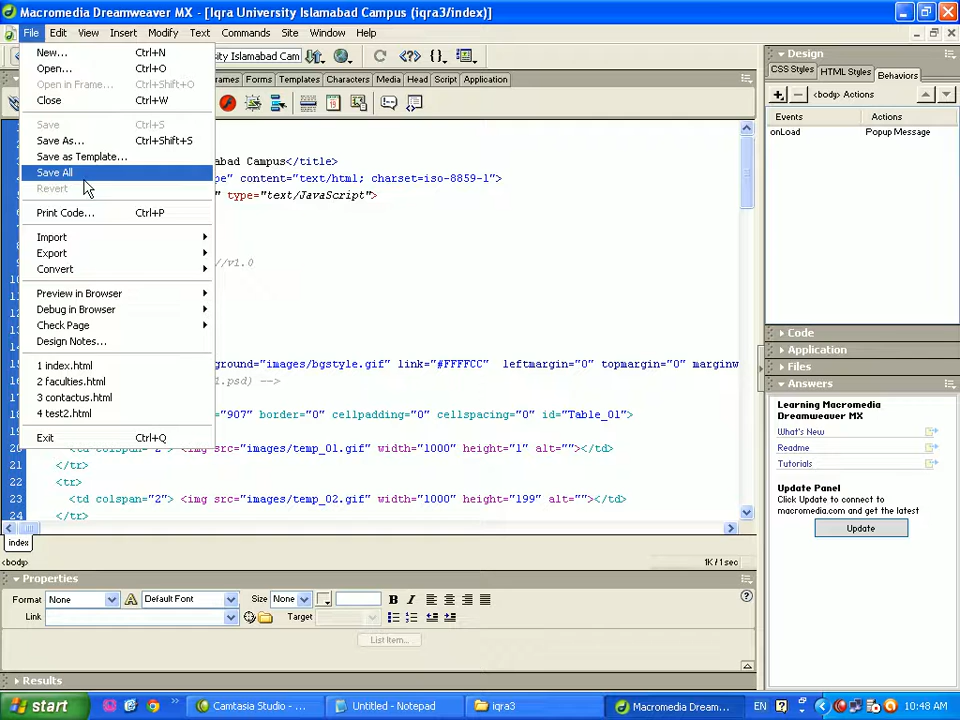 Macromedia Dreamweaver MX - [Iqra University Islamabad Campus (iqra3/index)]
File Edit View Insert Modify Text Commands Site Window Help
ity Islamabad Cam
rames Forms Templates Characters Media Head Script Application
New... Ctrl+N
Open... Ctrl+O
Open in Frame... Ctrl+Shift+O
Close Ctrl+W
Save Ctrl+S
Save As... Ctrl+Shift+S
Save as Template...
Save All
Revert
Print Code... Ctrl+P
Import
Export
Convert
Preview in Browser
Debug in Browser
Check Page
Design Notes...
1 index.html
2 faculties.html
3 contactus.html
4 test2.html
Exit Ctrl+Q
abad Campus</title>
pe" content="text/html; charset=iso-8859-1">
" type="text/JavaScript">
//v1.0
ground="images/bgstyle.gif" link="#FFFFCC" leftmargin="0" topmargin="0" marginw
1.psd) -->
"907" border="0" cellpadding="0" cellspacing="0" id="Table_01">
20 <td colspan="2"> <img src="images/temp_01.gif" width="1000" height="1" alt=""></td>
21 </tr>
22 <tr>
23 <td colspan="2"> <img src="images/temp_02.gif" width="1000" height="199" alt=""></td>
24 </tr>
index
<body>
1K / 1 sec
Properties
Format None Default Font Size None B I
Link Target
List Item...
Results
Design
CSS Styles HTML Styles Behaviors
<body> Actions
Events Actions
onLoad Popup Message
Code
Application
Files
Answers
Learning Macromedia
Dreamweaver MX
What's New
Readme
Tutorials
Update Panel
Click Update to connect to
macromedia.com and get the latest
Update
start Camtasia Studio - ... Untitled - Notepad iqra3 Macromedia Dream... EN 10:48 AM